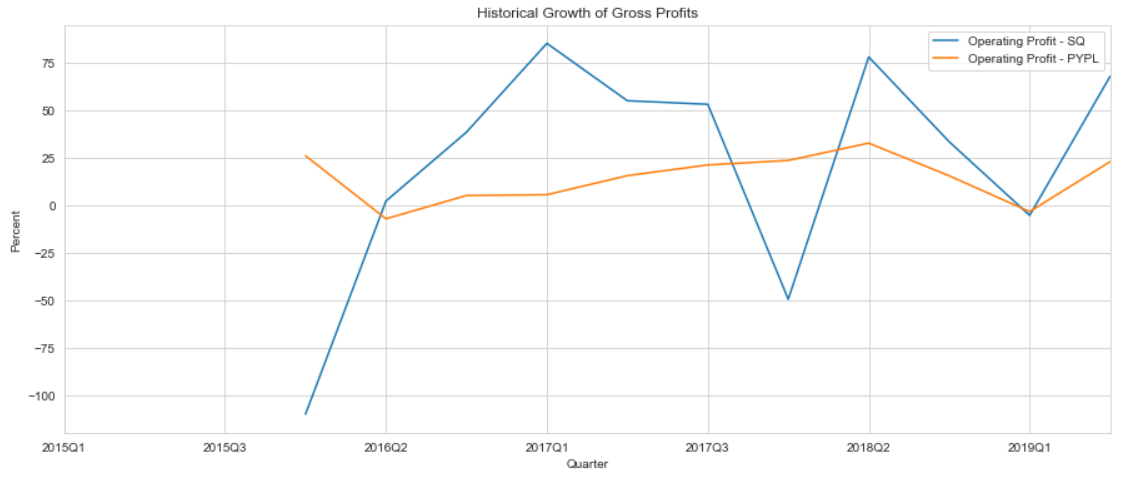 Historical Growth of Gross Profits
Operating Profit - SQ
Operating Profit - PYPL
Percent
75
50
25
0
−25
−50
−75
−100
2015Q1 2015Q3 2016Q2 2017Q1 2017Q3 2018Q2 2019Q1
Quarter